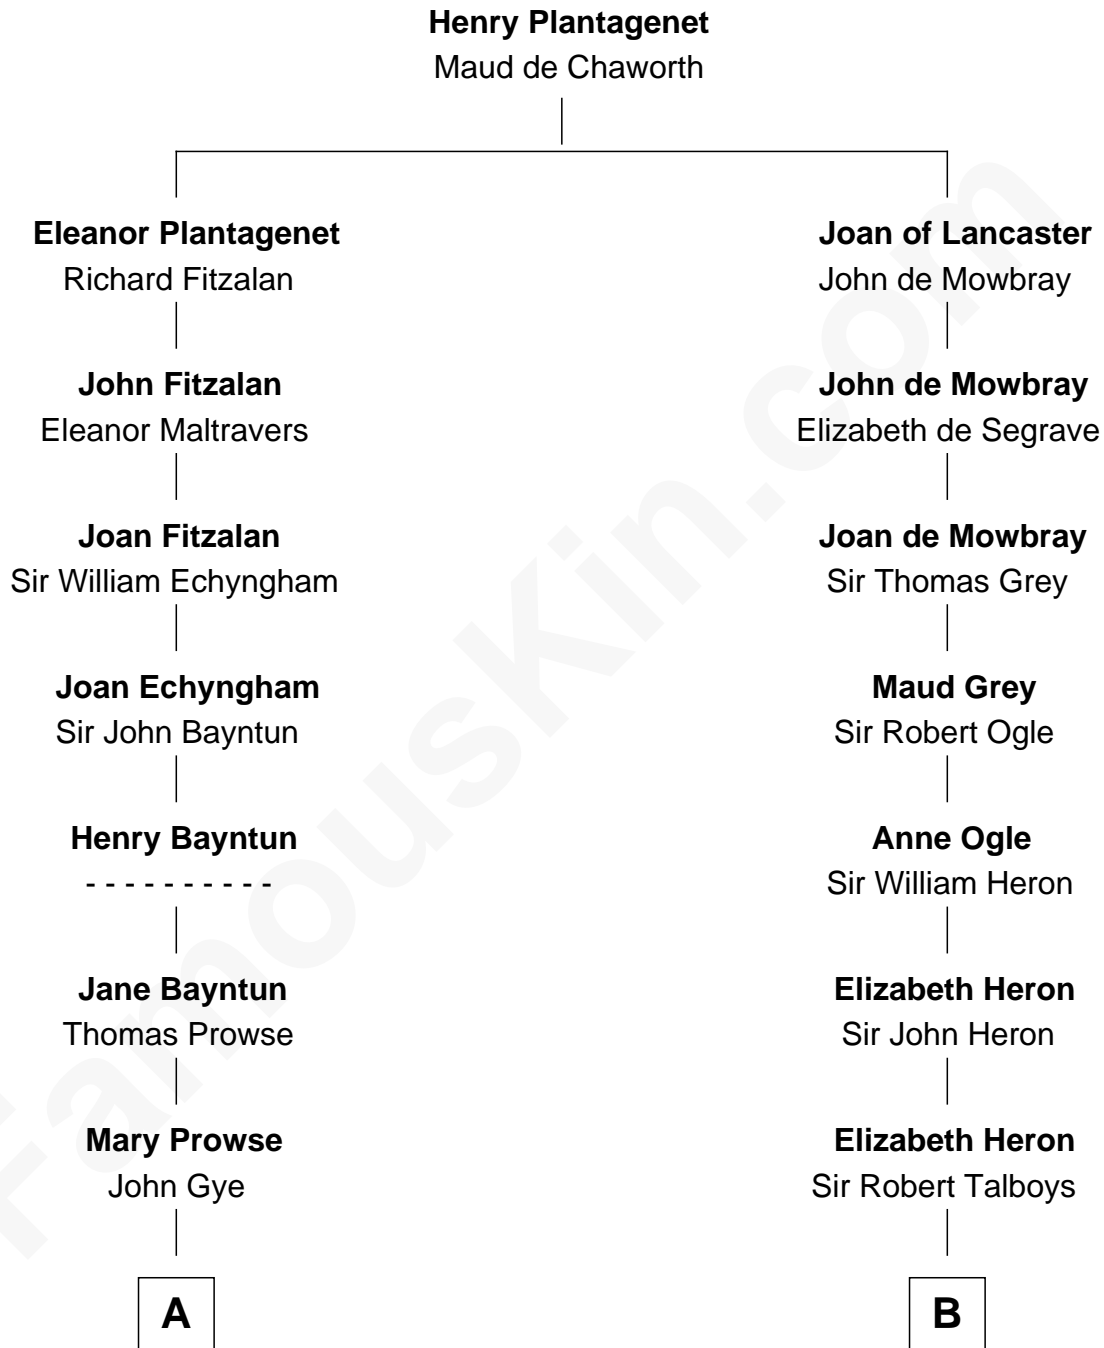 Henry Plantagenet
Maud de Chaworth
Eleanor Plantagenet
Richard Fitzalan
Joan of Lancaster
John de Mowbray
John Fitzalan
Eleanor Maltravers
John de Mowbray
Elizabeth de Segrave
Joan Fitzalan
Sir William Echyngham
Joan de Mowbray
Sir Thomas Grey
Joan Echyngham
Sir John Bayntun
Maud Grey
Sir Robert Ogle
Henry Bayntun
- - - - - - - - - -
Anne Ogle
Sir William Heron
Jane Bayntun
Thomas Prowse
Elizabeth Heron
Sir John Heron
Mary Prowse
John Gye
Elizabeth Heron
Sir Robert Talboys
A
B
FamousKin.com